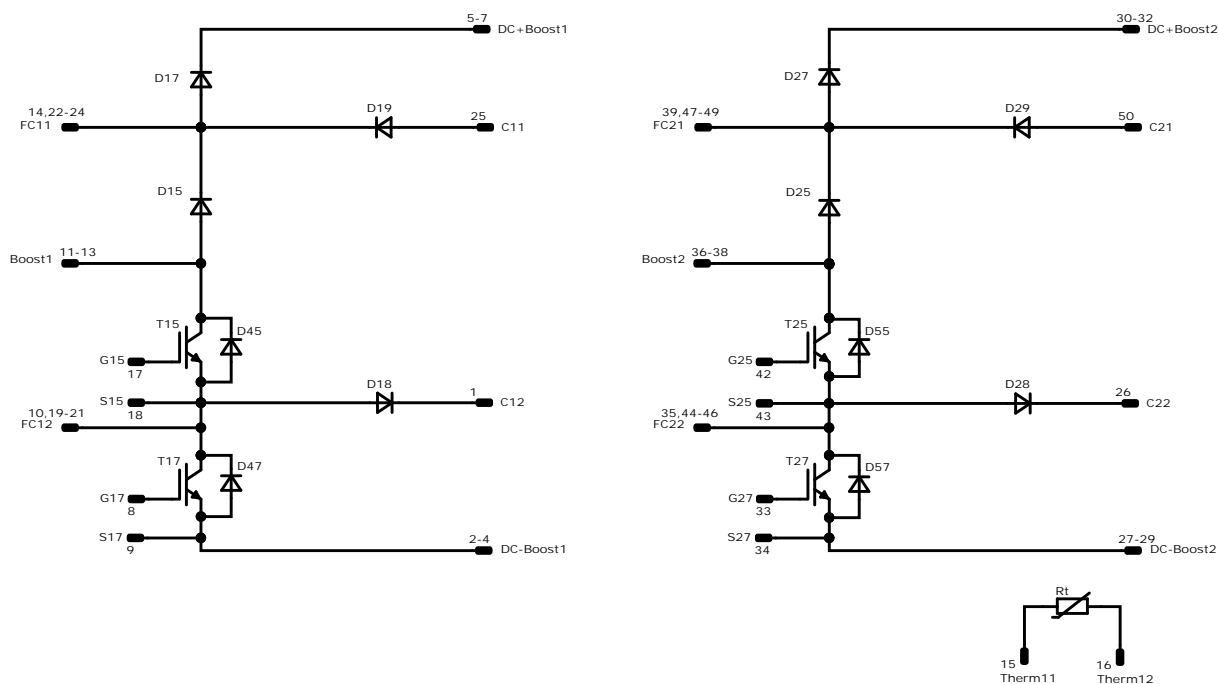 5-7
DC+Boost1
D17
14,22-24
FC11
D19
25
C11
D15
Boost1
11-13
T15
D45
G15
17
D18
1
C12
S15
18
10,19-21
FC12
T17
D47
G17
8
S17
9
2-4
DC-Boost1
30-32
DC+Boost2
D27
39,47-49
FC21
D29
50
C21
D25
Boost2
36-38
T25
D55
G25
42
D28
26
C22
S25
43
35,44-46
FC22
T27
D57
G27
33
S27
34
27-29
DC-Boost2
Rt
15
Therm11
16
Therm12